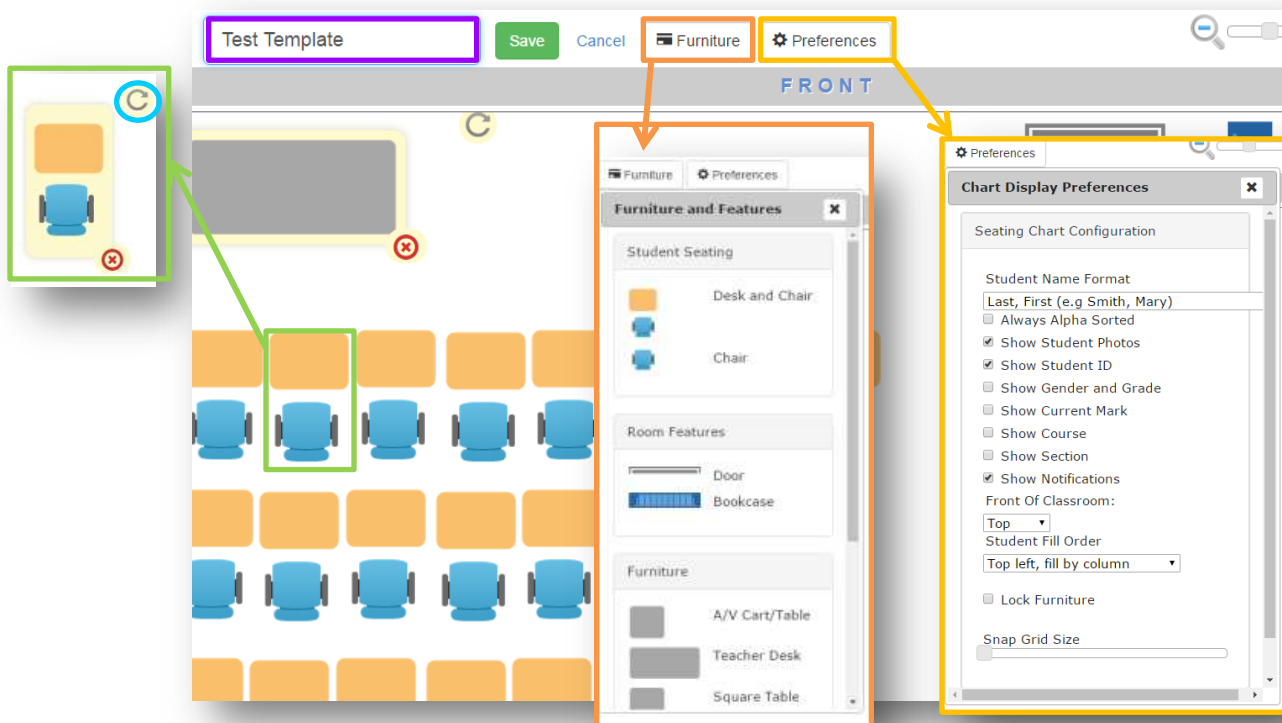 Test Template
Save
Cancel
Furniture
Preferences
FRONT
Furniture
Preferences
Furniture and Features
Student Seating
Desk and Chair
Chair
Room Features
Door
Bookcase
Furniture
A/V Cart/Table
Teacher Desk
Square Table
Preferences
Chart Display Preferences
Seating Chart Configuration
Student Name Format
Last, First (e.g Smith, Mary)
Always Alpha Sorted
Show Student Photos
Show Student ID
Show Gender and Grade
Show Current Mark
Show Course
Show Section
Show Notifications
Front Of Classroom:
Top
Student Fill Order
Top left, fill by column
Lock Furniture
Snap Grid Size